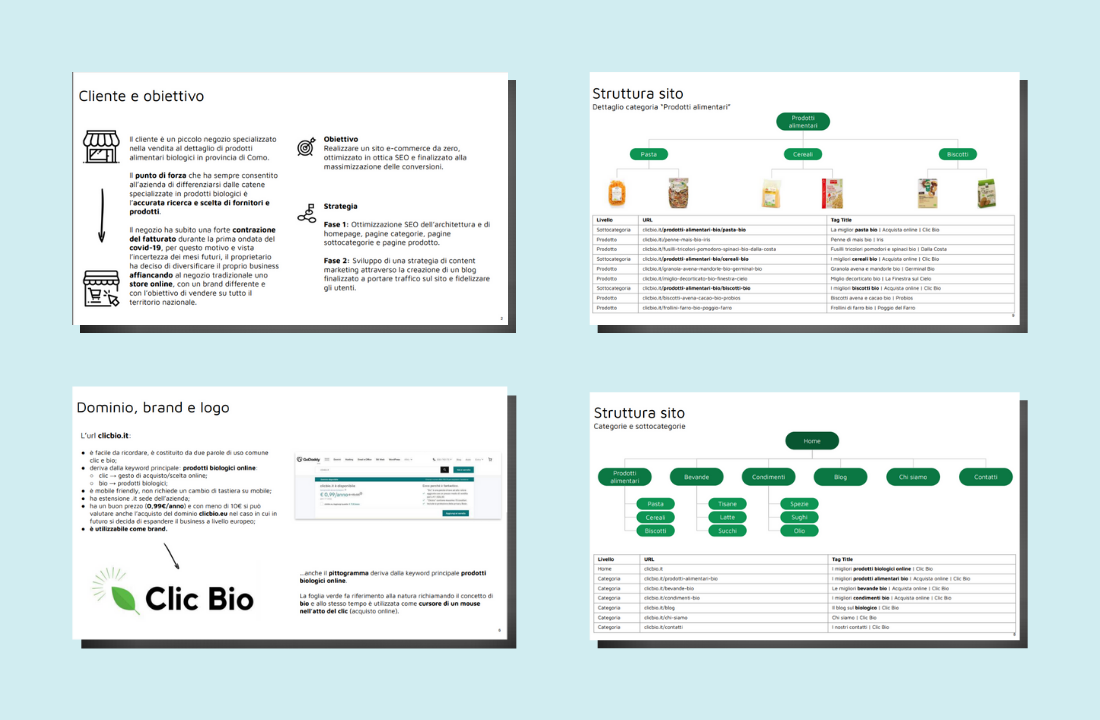 Cliente e obiettivo
Il cliente è un piccolo negozio specializzato
nella vendita al dettaglio di prodotti
alimentari biologici in provincia di Como.
Il punto di forza che ha sempre consentito
all'azienda di differenziarsi dalle catene
specializzate in prodotti biologici è
l'accurata ricerca e scelta di fornitori e
prodotti.
Il negozio ha subito una forte contrazione
del fatturato durante la prima ondata del
covid-19, per questo motivo e vista
l'incertezza dei mesi futuri, il proprietario
ha deciso di diversificare il proprio business
affiancando al negozio tradizionale uno
store online, con un brand differente e
con l'obiettivo di vendere su tutto il
territorio nazionale.
Obiettivo
Realizzare un sito e-commerce da zero,
ottimizzato in ottica SEO e finalizzato alla
massimizzazione delle conversioni.
Strategia
Fase 1: Ottimizzazione SEO dell'architettura e di
homepage, pagine categorie, pagine
sottocategorie e pagine prodotto.
Fase 2: Sviluppo di una strategia di content
marketing attraverso la creazione di un blog
finalizzato a portare traffico sul sito e fidelizzare
gli utenti.
2
Struttura sito
Dettaglio categoria "Prodotti alimentari"
Prodotti
alimentari
Pasta Cereali Biscotti
Livello URL Tag Title
Sottocategoria clicbio.it/prodotti-alimentari-bio/pasta-bio La miglior pasta bio | Acquista online | Clic Bio
Prodotto clicbio.it/penne-mais-bio-iris Penne di mais bio | Iris
Prodotto clicbio.it/fusilli-tricolori-pomodoro-spinaci-bio-dalla-costa Fusilli tricolori pomodoro e spinaci bio | Dalla Costa
Sottocategoria clicbio.it/prodotti-alimentari-bio/cereali-bio I migliori cereali bio | Acquista online | Clic Bio
Prodotto clicbio.it/granola-avena-mandorle-bio-germinal-bio Granola avena e mandorle bio | Germinal Bio
Prodotto clicbio.it/miglio-decorticato-bio-finestra-cielo Miglio decorticato bio | La Finestra sul Cielo
Sottocategoria clicbio.it/prodotti-alimentari-bio/biscotti-bio I migliori biscotti bio | Acquista online | Clic Bio
Prodotto clicbio.it/biscotti-avena-cacao-bio-probios Biscotti avena e cacao bio | Probios
Prodotto clicbio.it/frollini-farro-bio-poggio-farro Frollini di farro bio | Poggio del Farro
Dominio, brand e logo
L'url clicbio.it:
● è facile da ricordare, è costituito da due parole di uso comune
clic e bio;
● deriva dalla keyword principale: prodotti biologici online:
○ clic → gesto di acquisto/scelta online;
○ bio → prodotti biologici;
● è mobile friendly, non richiede un cambio di tastiera su mobile;
● ha estensione .it sede dell'azienda;
● ha un buon prezzo (0,99€/anno) e con meno di 10€ si può
valutare anche l'acquisto del dominio clicbio.eu nel caso in cui in
futuro si decida di espandere il business a livello europeo;
● è utilizzabile come brand.
GoDaddy
clicbio.it è disponibile
€ 0,99/anno
Clic Bio
...anche il pittogramma deriva dalla keyword principale prodotti
biologici online.
La foglia verde fa riferimento alla natura richiamando il concetto di
bio e allo stesso tempo è utilizzata come cursore di un mouse
nell'atto del clic (acquisto online).
Struttura sito
Categorie e sottocategorie
Home
Prodotti
alimentari
Bevande Condimenti Blog Chi siamo Contatti
Pasta Tisane Spezie
Cereali Latte Sughi
Biscotti Succhi Olio
Livello URL Tag Title
Home clicbio.it I migliori prodotti biologici online | Clic Bio
Categoria clicbio.it/prodotti-alimentari-bio I migliori prodotti alimentari bio | Acquista online | Clic Bio
Categoria clicbio.it/bevande-bio Le migliori bevande bio | Acquista online | Clic Bio
Categoria clicbio.it/condimenti-bio I migliori condimenti bio | Acquista online | Clic Bio
Categoria clicbio.it/blog Il blog sul biologico | Clic Bio
Categoria clicbio.it/chi-siamo Chi siamo | Clic Bio
Categoria clicbio.it/contatti I nostri contatti | Clic Bio